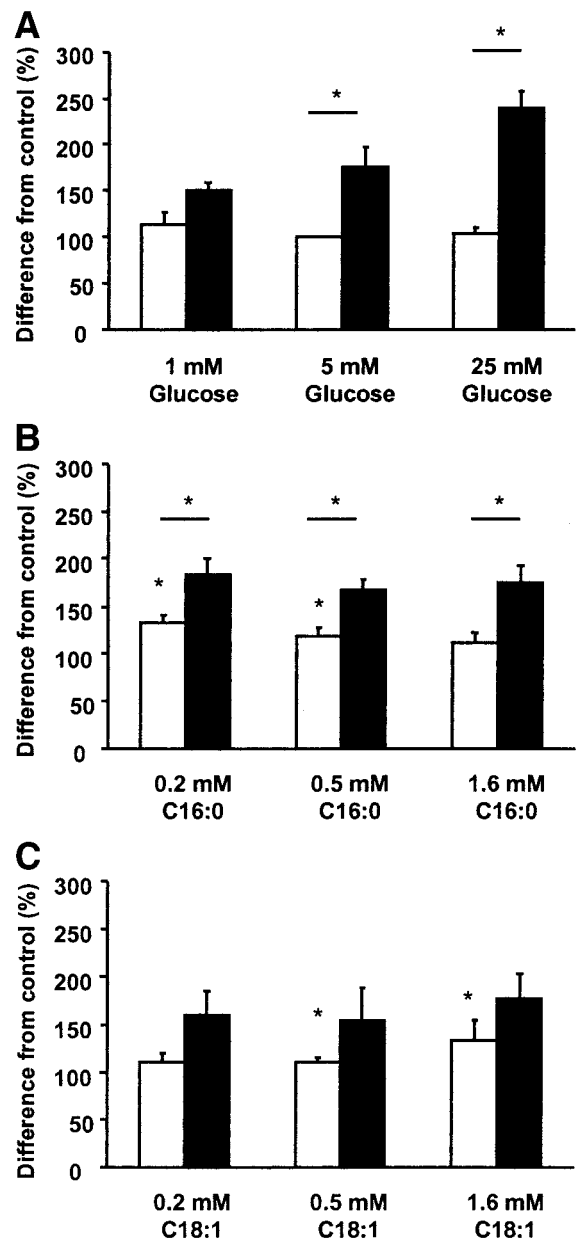 A
Difference from control (%)
300
250
200
150
100
50
0
*
*
1 mM
Glucose
5 mM
Glucose
25 mM
Glucose
B
Difference from control (%)
300
250
200
150
100
50
0
*
*
*
*
*
0.2 mM
C16:0
0.5 mM
C16:0
1.6 mM
C16:0
C
Difference from control (%)
300
250
200
150
100
50
0
*
*
0.2 mM
C18:1
0.5 mM
C18:1
1.6 mM
C18:1